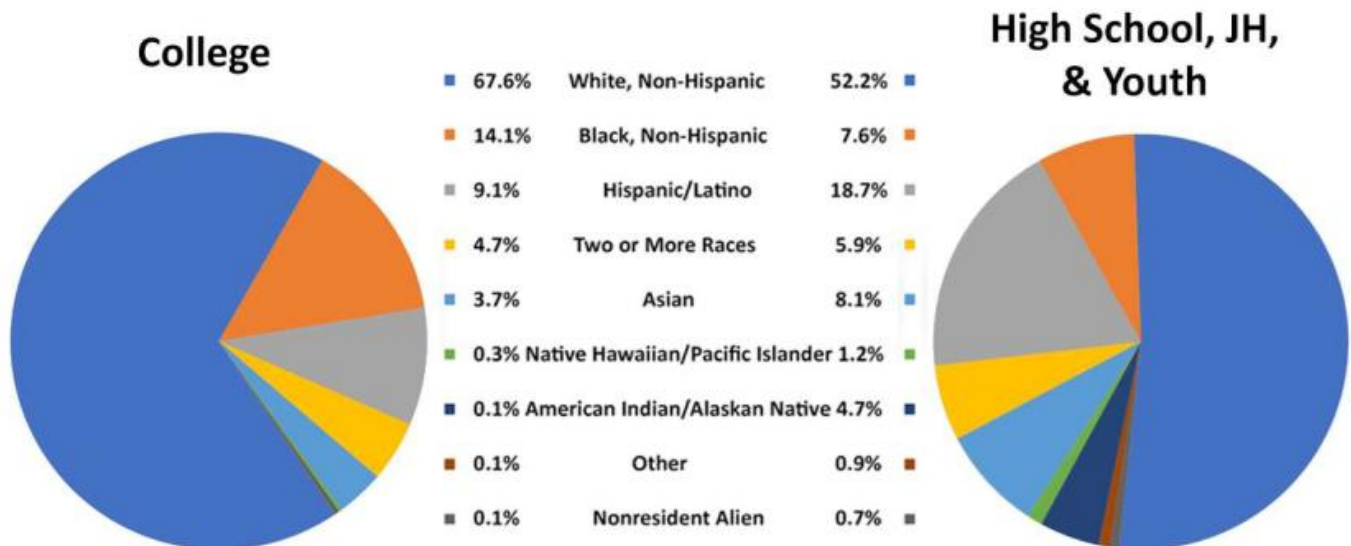 College
High School, JH,
& Youth
67.6% White, Non-Hispanic 52.2%
14.1% Black, Non-Hispanic 7.6%
9.1% Hispanic/Latino 18.7%
4.7% Two or More Races 5.9%
3.7% Asian 8.1%
0.3% Native Hawaiian/Pacific Islander 1.2%
0.1% American Indian/Alaskan Native 4.7%
0.1% Other 0.9%
0.1% Nonresident Alien 0.7%